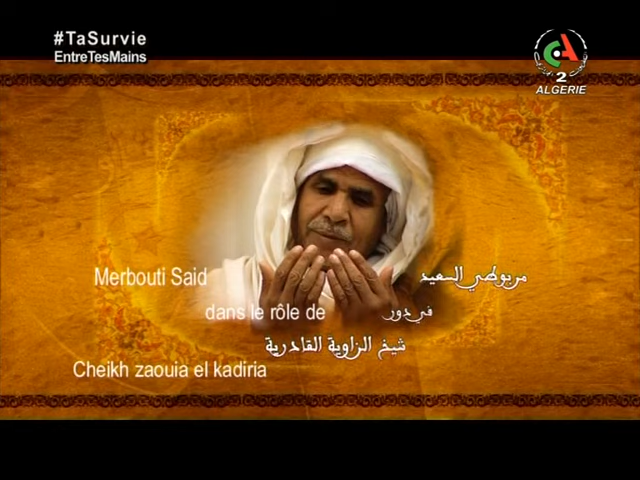 #TaSurvie
EntreTesMains
2
ALGERIE
Merbouti Said
مربوطي السعيد
dans le rôle de
في دور
شيخ الزاوية القادرية
Cheikh zaouia el kadiria